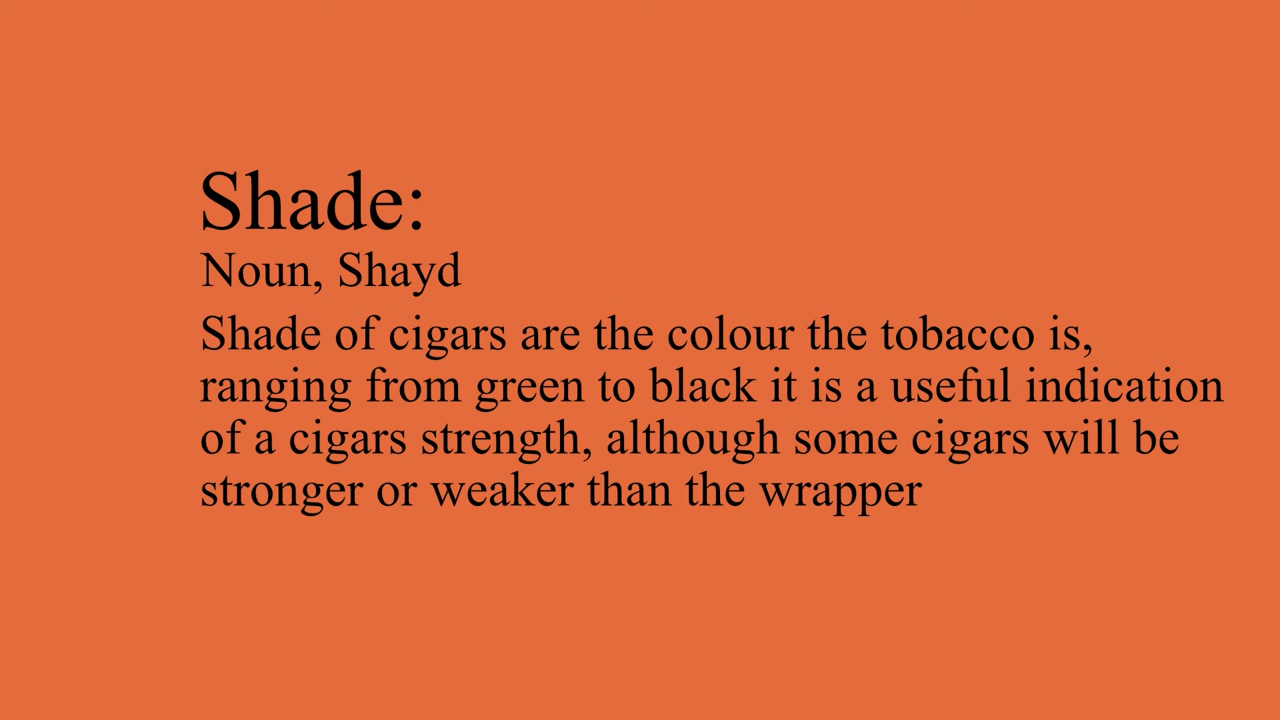 Shade:
Noun, Shayd
Shade of cigars are the colour the tobacco is,
ranging from green to black it is a useful indication
of a cigars strength, although some cigars will be
stronger or weaker than the wrapper